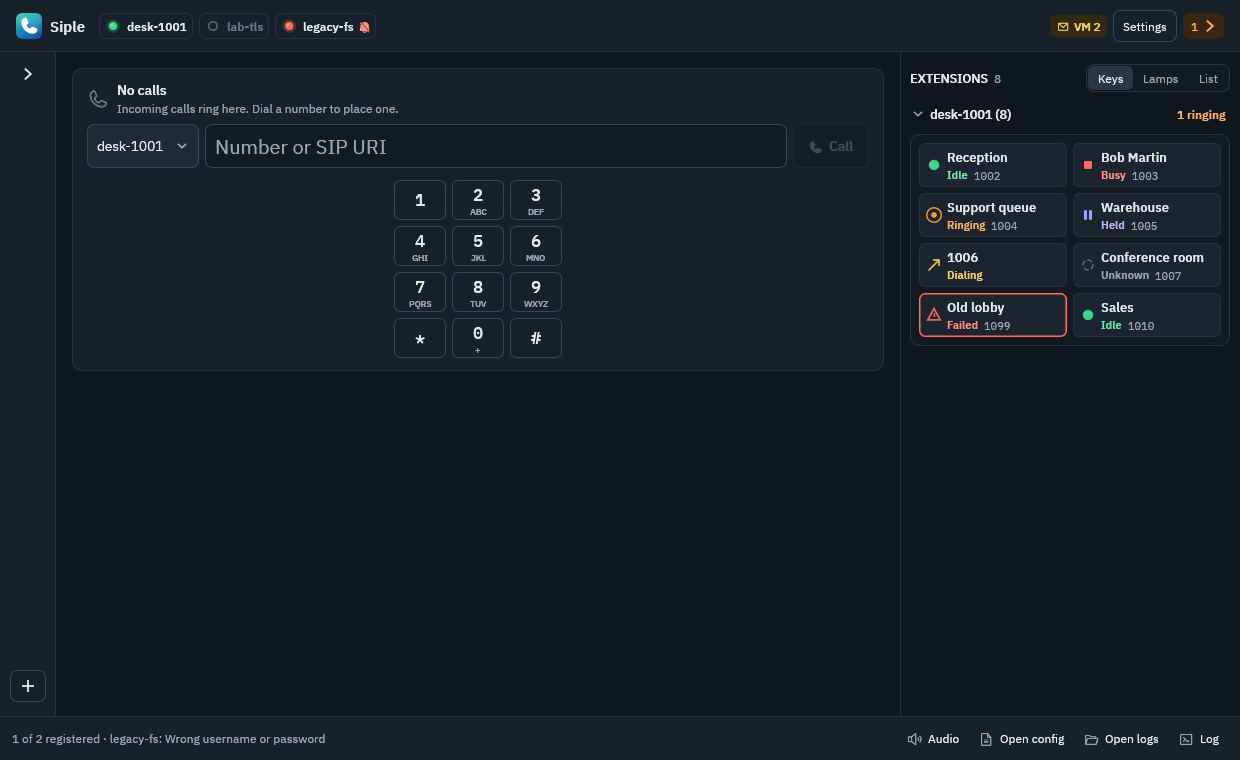 Siple desk-1001 lab-tls legacy-fs VM 2 Settings 1
No calls
Incoming calls ring here. Dial a number to place one.
desk-1001 Number or SIP URI Call
1 2 ABC 3 DEF
4 GHI 5 JKL 6 MNO
7 PQRS 8 TUV 9 WXYZ
* 0 + #
EXTENSIONS 8 Keys Lamps List
desk-1001 (8) 1 ringing
Reception
Idle 1002
Bob Martin
Busy 1003
Support queue
Ringing 1004
Warehouse
Held 1005
1006
Dialing
Conference room
Unknown 1007
Old lobby
Failed 1099
Sales
Idle 1010
1 of 2 registered · legacy-fs: Wrong username or password Audio Open config Open logs Log